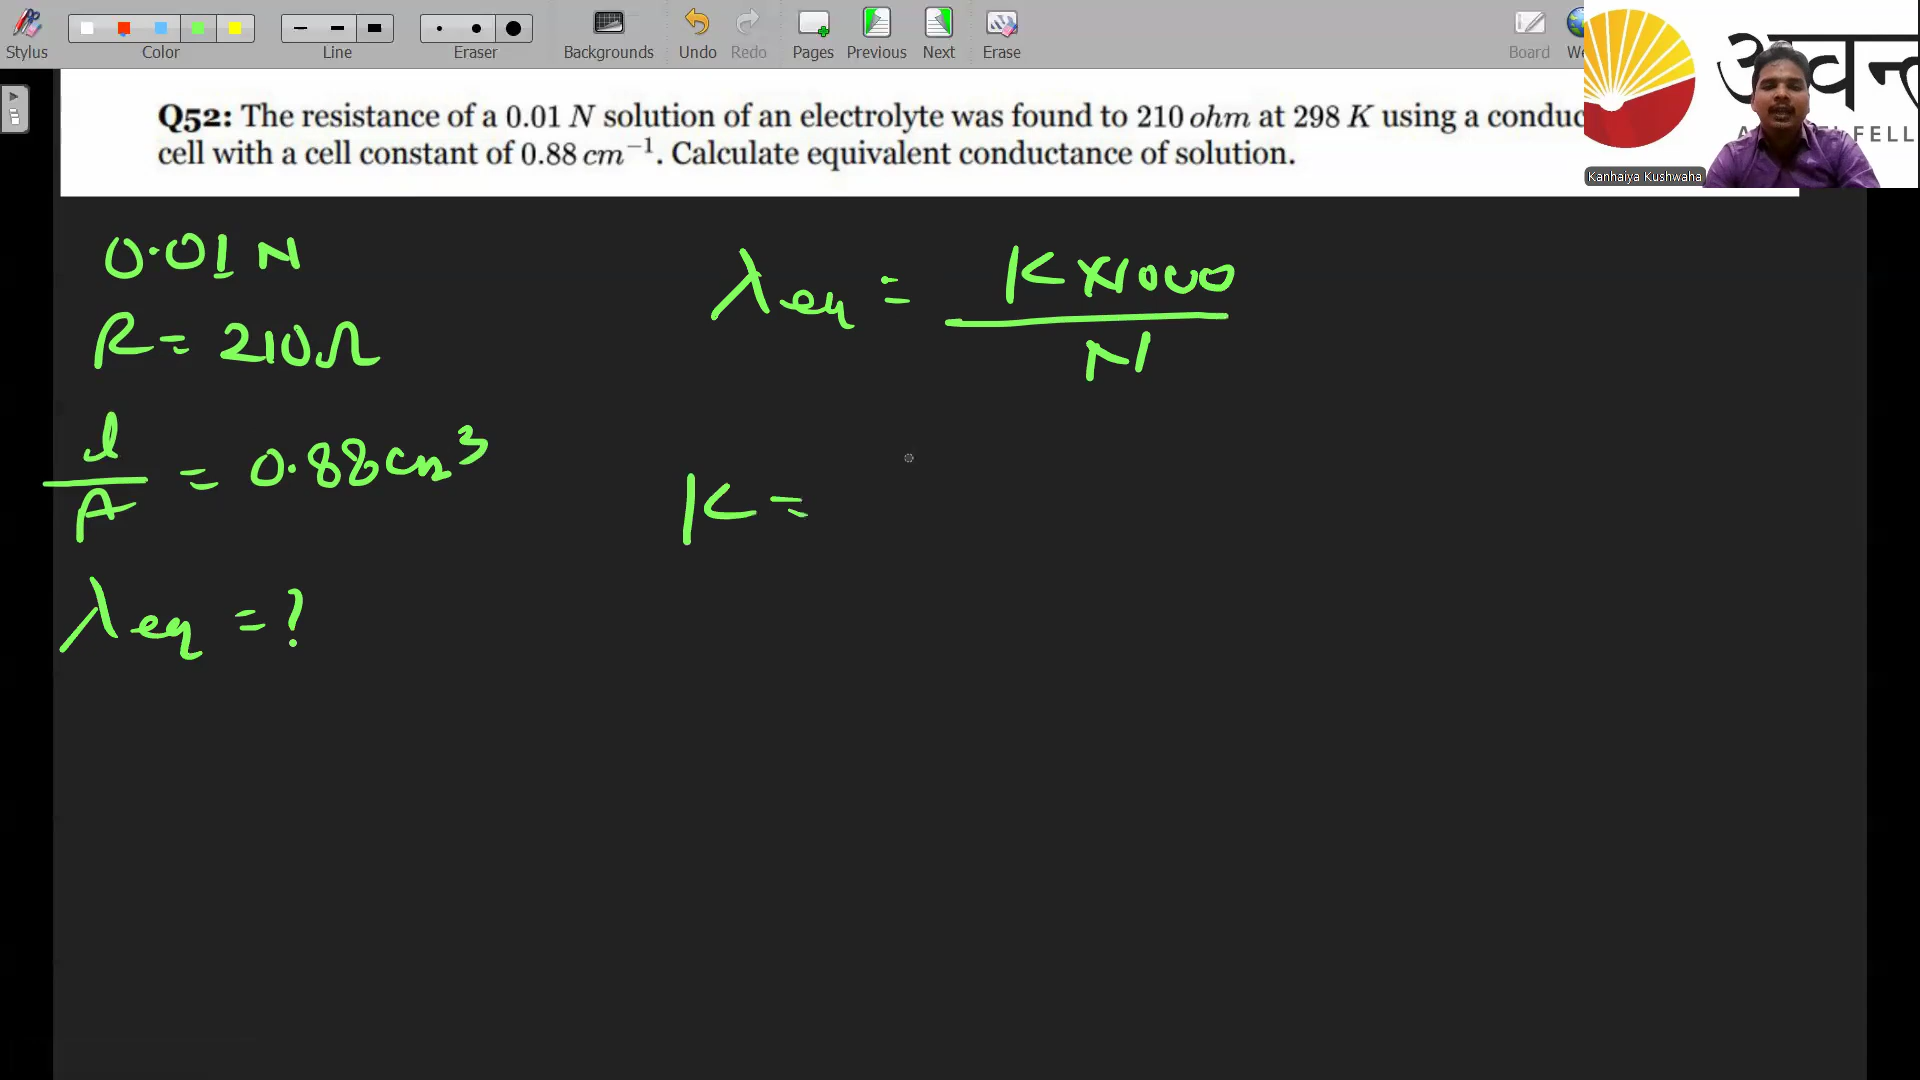 Stylus
Color
Line
Eraser
Backgrounds
Undo
Redo
Pages
Previous
Next
Erase
Board
Q52: The resistance of a 0.01 N solution of an electrolyte was found to 210 ohm at 298 K using a conduc
cell with a cell constant of 0.88 cm⁻¹. Calculate equivalent conductance of solution.
Kanhaiya Kushwaha
0.01 N
R = 210Ω
l/A = 0.88 cm³
λeq = ?
λeq = K×1000/N
K =